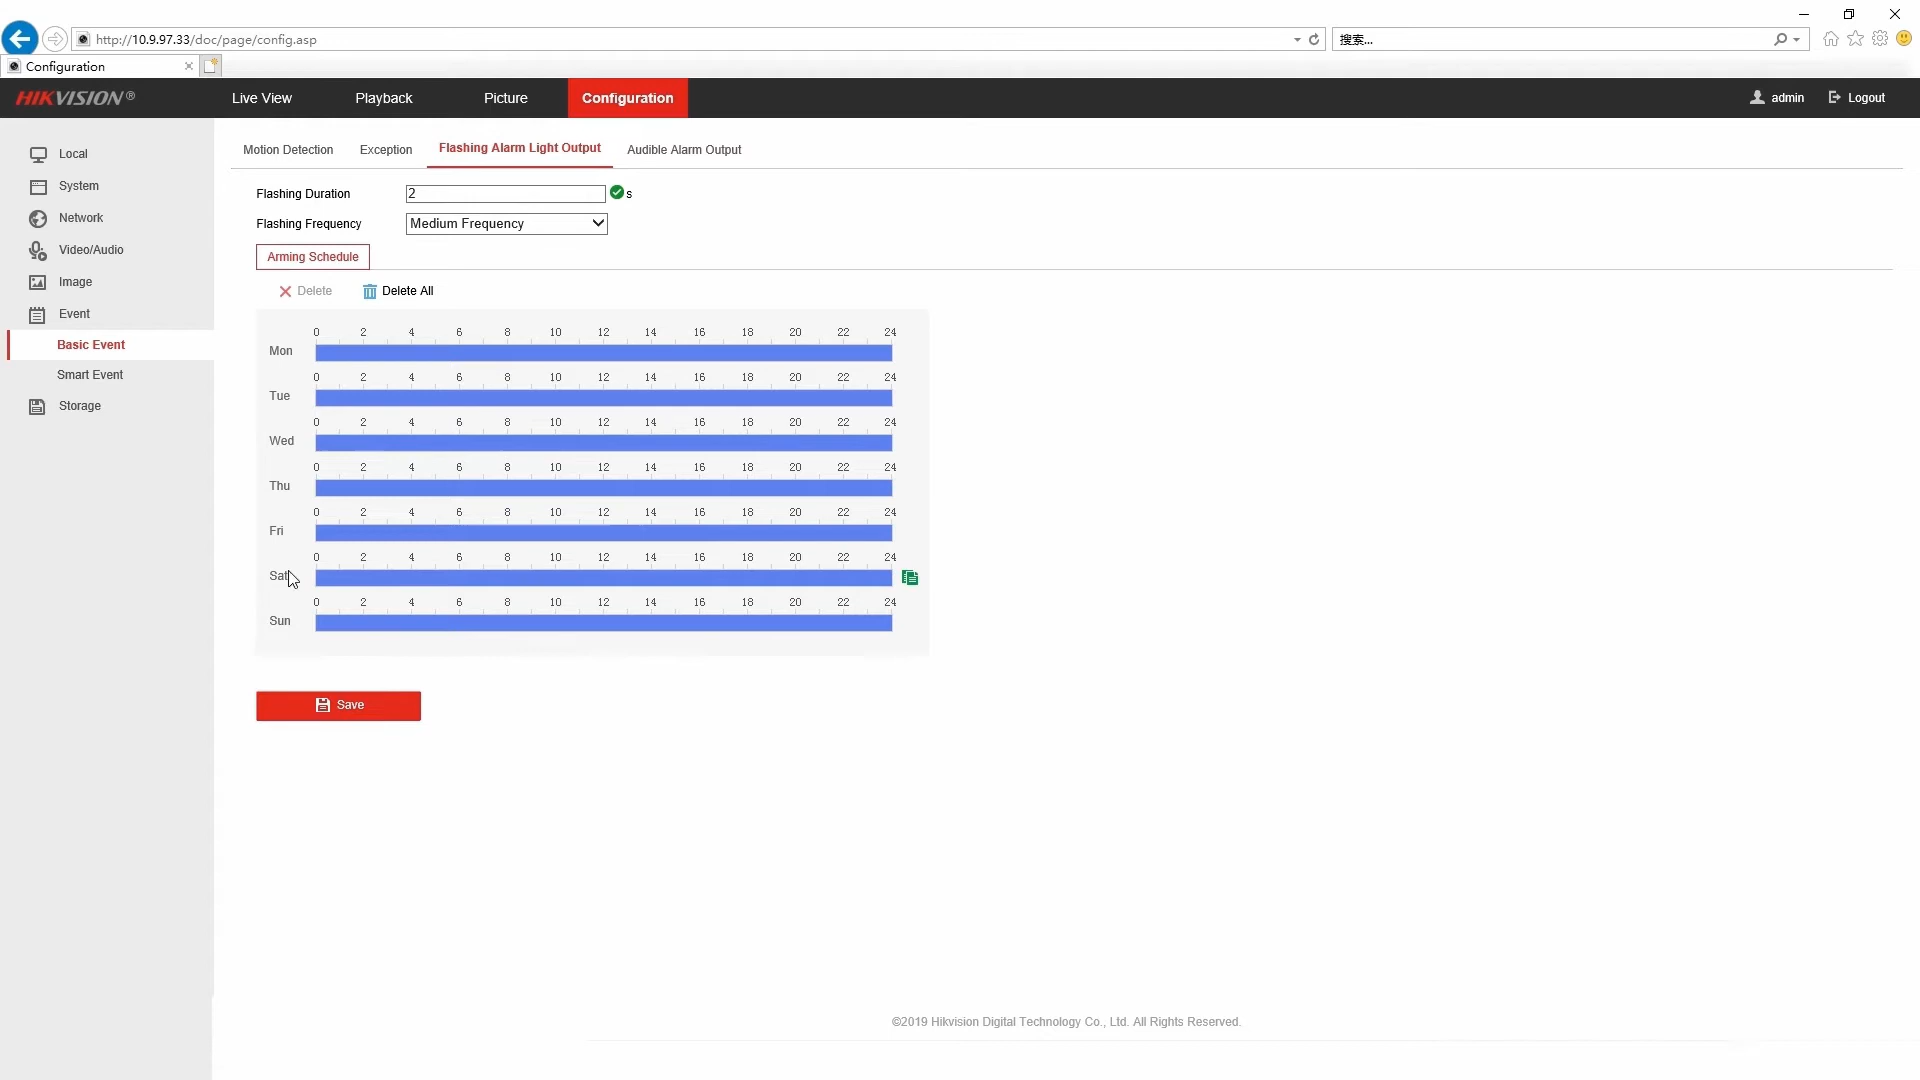 http://10.9.97.33/doc/page/config.asp
搜索...
Configuration
HIKVISION®
Live View
Playback
Picture
Configuration
admin
Logout
Local
System
Network
Video/Audio
Image
Event
Basic Event
Smart Event
Storage
Motion Detection
Exception
Flashing Alarm Light Output
Audible Alarm Output
Flashing Duration 2 s
Flashing Frequency Medium Frequency
Arming Schedule
Delete
Delete All
0 2 4 6 8 10 12 14 16 18 20 22 24
Mon
0 2 4 6 8 10 12 14 16 18 20 22 24
Tue
0 2 4 6 8 10 12 14 16 18 20 22 24
Wed
0 2 4 6 8 10 12 14 16 18 20 22 24
Thu
0 2 4 6 8 10 12 14 16 18 20 22 24
Fri
0 2 4 6 8 10 12 14 16 18 20 22 24
Sat
0 2 4 6 8 10 12 14 16 18 20 22 24
Sun
Save
©2019 Hikvision Digital Technology Co., Ltd. All Rights Reserved.